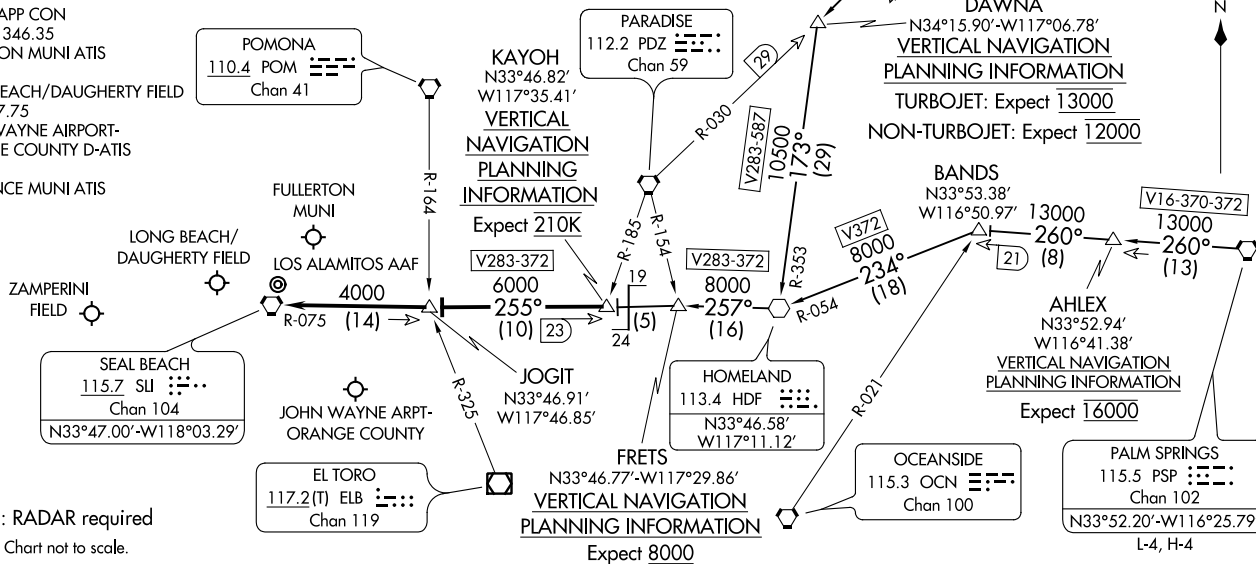 APP CON
346.35
ON MUNI ATIS
EACH/DAUGHERTY FIELD
7.75
WAYNE AIRPORT-
E COUNTY D-ATIS
NCE MUNI ATIS
POMONA
110.4 POM
Chan 41
KAYOH
N33°46.82'
W117°35.41'
VERTICAL
NAVIGATION
PLANNING
INFORMATION
Expect 210K
PARADISE
112.2 PDZ
Chan 59
DAWNA
N34°15.90'-W117°06.78'
VERTICAL NAVIGATION
PLANNING INFORMATION
TURBOJET: Expect 13000
NON-TURBOJET: Expect 12000
N
29
R-030
V283-587
10500
173°
(29)
R-353
R-164
R-185
R-154
BANDS
N33°53.38'
W116°50.97'
13000
260°
(8)
21
V16-370-372
13000
260°
(13)
V372
8000
234°
(18)
R-054
FULLERTON
MUNI
LONG BEACH/
DAUGHERTY FIELD
LOS ALAMITOS AAF
ZAMPERINI
FIELD
4000
R-075
(14)
V283-372
6000
255°
(10)
23
19
24
(5)
V283-372
8000
257°
(16)
AHLEX
N33°52.94'
W116°41.38'
VERTICAL NAVIGATION
PLANNING INFORMATION
Expect 16000
SEAL BEACH
115.7 SLI
Chan 104
N33°47.00'-W118°03.29'
JOHN WAYNE ARPT-
ORANGE COUNTY
R-325
JOGIT
N33°46.91'
W117°46.85'
HOMELAND
113.4 HDF
N33°46.58'
W117°11.12'
R-021
EL TORO
117.2(T) ELB
Chan 119
FRETS
N33°46.77'-W117°29.86'
VERTICAL NAVIGATION
PLANNING INFORMATION
Expect 8000
OCEANSIDE
115.3 OCN
Chan 100
PALM SPRINGS
115.5 PSP
Chan 102
N33°52.20'-W116°25.79
L-4, H-4
: RADAR required
Chart not to scale.